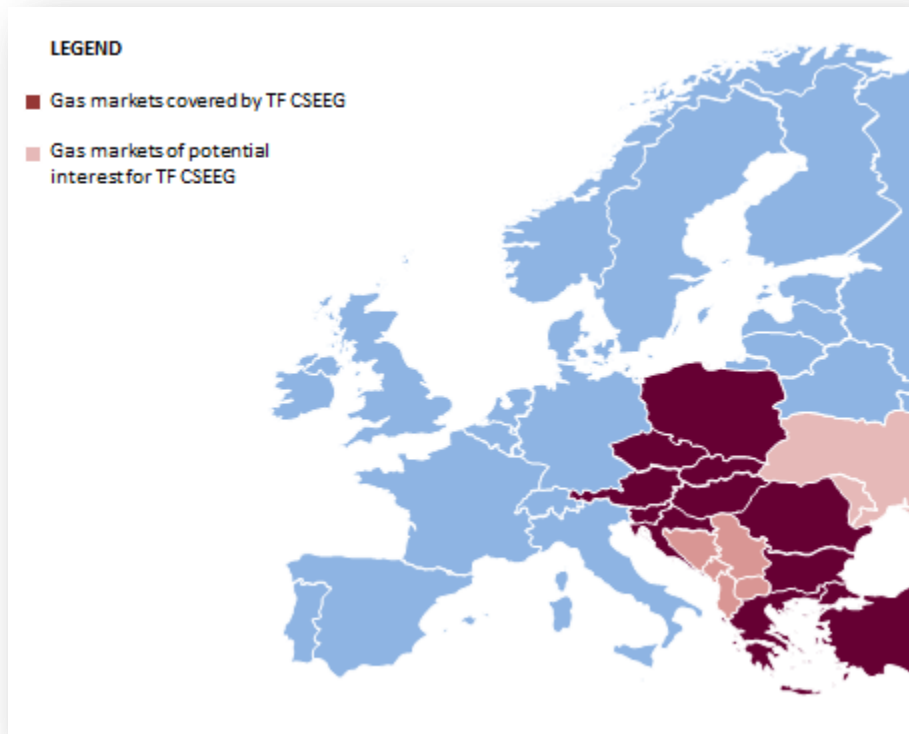 LEGEND
Gas markets covered by TF CSEEG
Gas markets of potential
interest for TF CSEEG